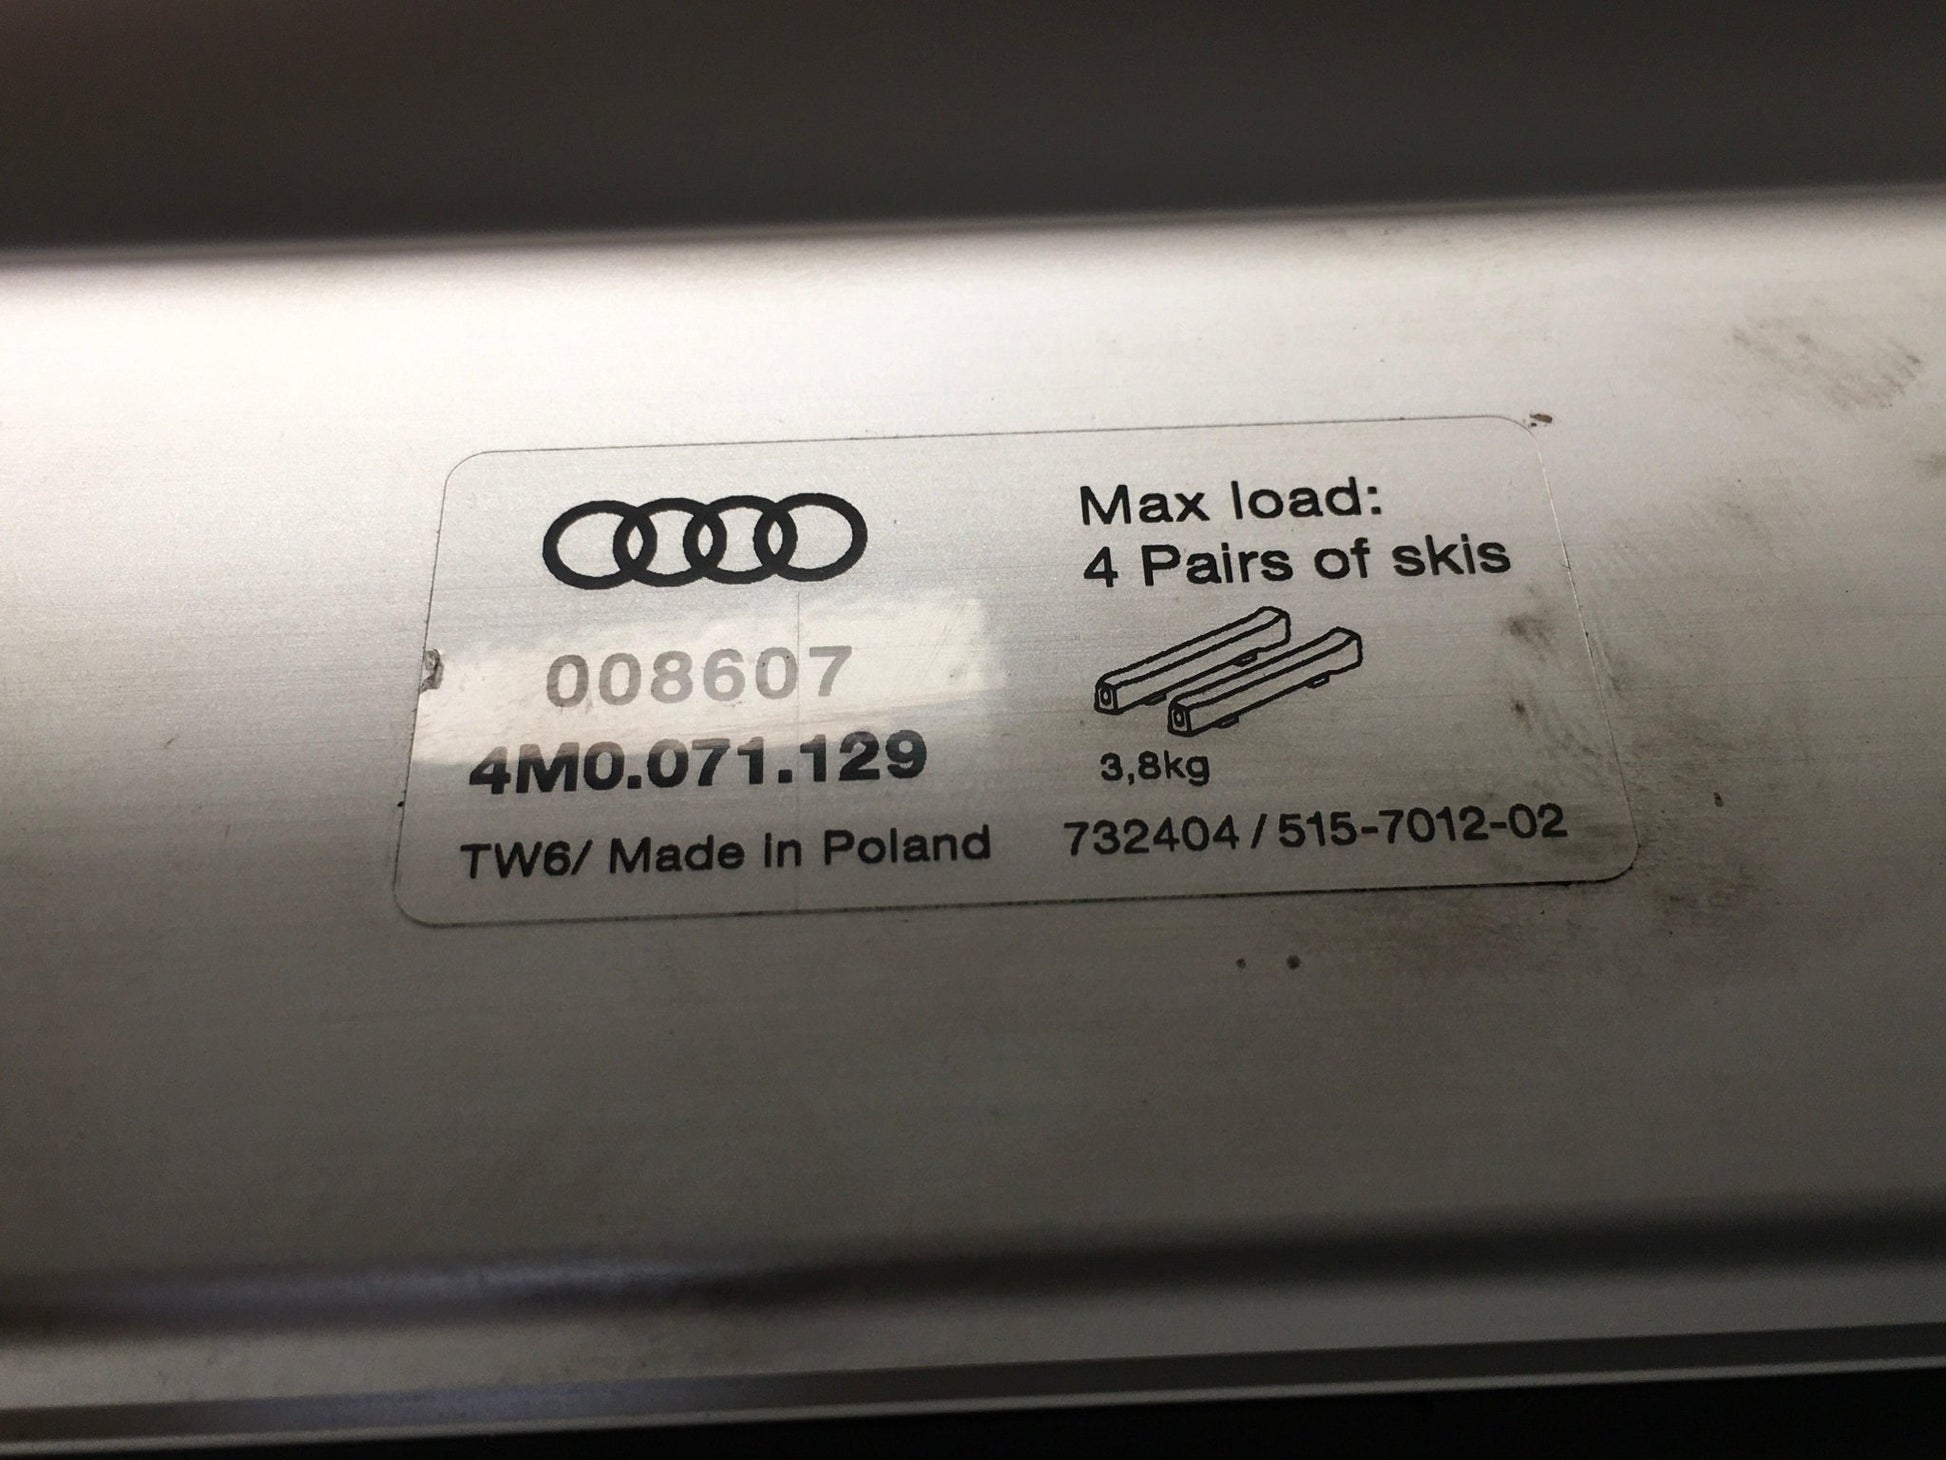 008607
4M0.071.129
TW6/ Made in Poland
Max load:
4 Pairs of skis
3,8kg
732404/515-7012-02